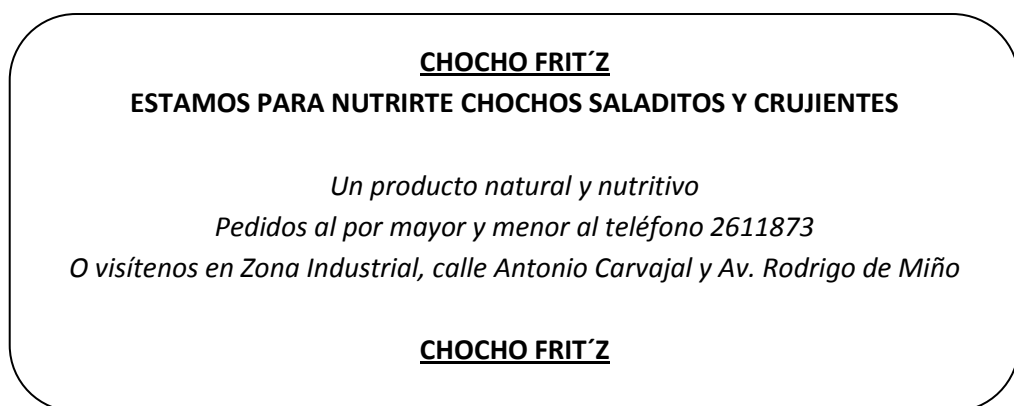 CHOCHO FRIT´Z
ESTAMOS PARA NUTRIRTE CHOCHOS SALADITOS Y CRUJIENTES
Un producto natural y nutritivo
Pedidos al por mayor y menor al teléfono 2611873
O visítenos en Zona Industrial, calle Antonio Carvajal y Av. Rodrigo de Miño
CHOCHO FRIT´Z